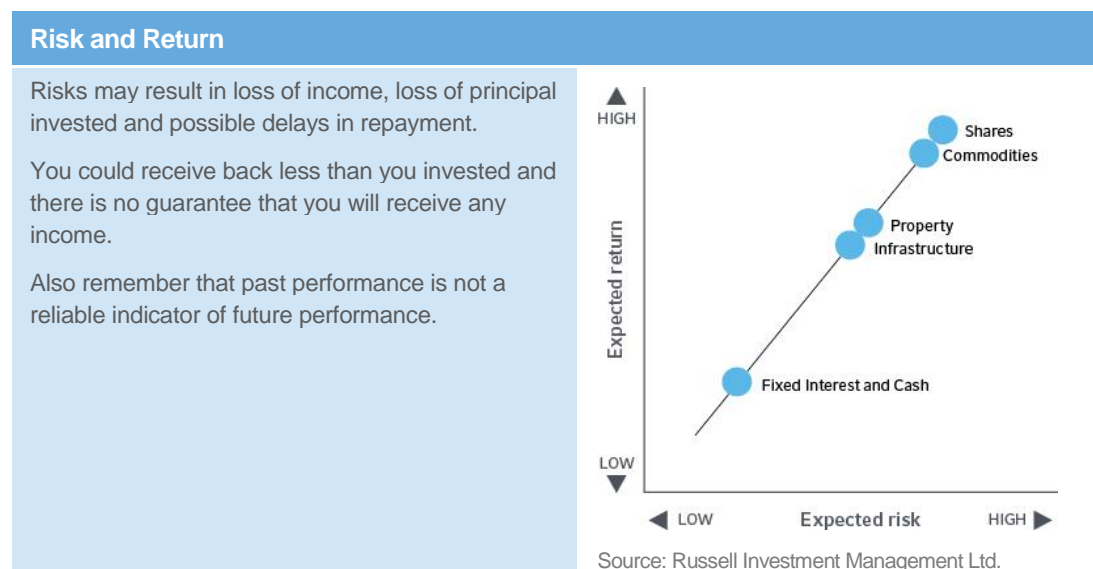 Risk and Return
Risks may result in loss of income, loss of principal
invested and possible delays in repayment.
You could receive back less than you invested and
there is no guarantee that you will receive any
income.
Also remember that past performance is not a
reliable indicator of future performance.
HIGH
Shares
Commodities
Property
Infrastructure
Expected return
Fixed Interest and Cash
LOW
LOW Expected risk HIGH
Source: Russell Investment Management Ltd.